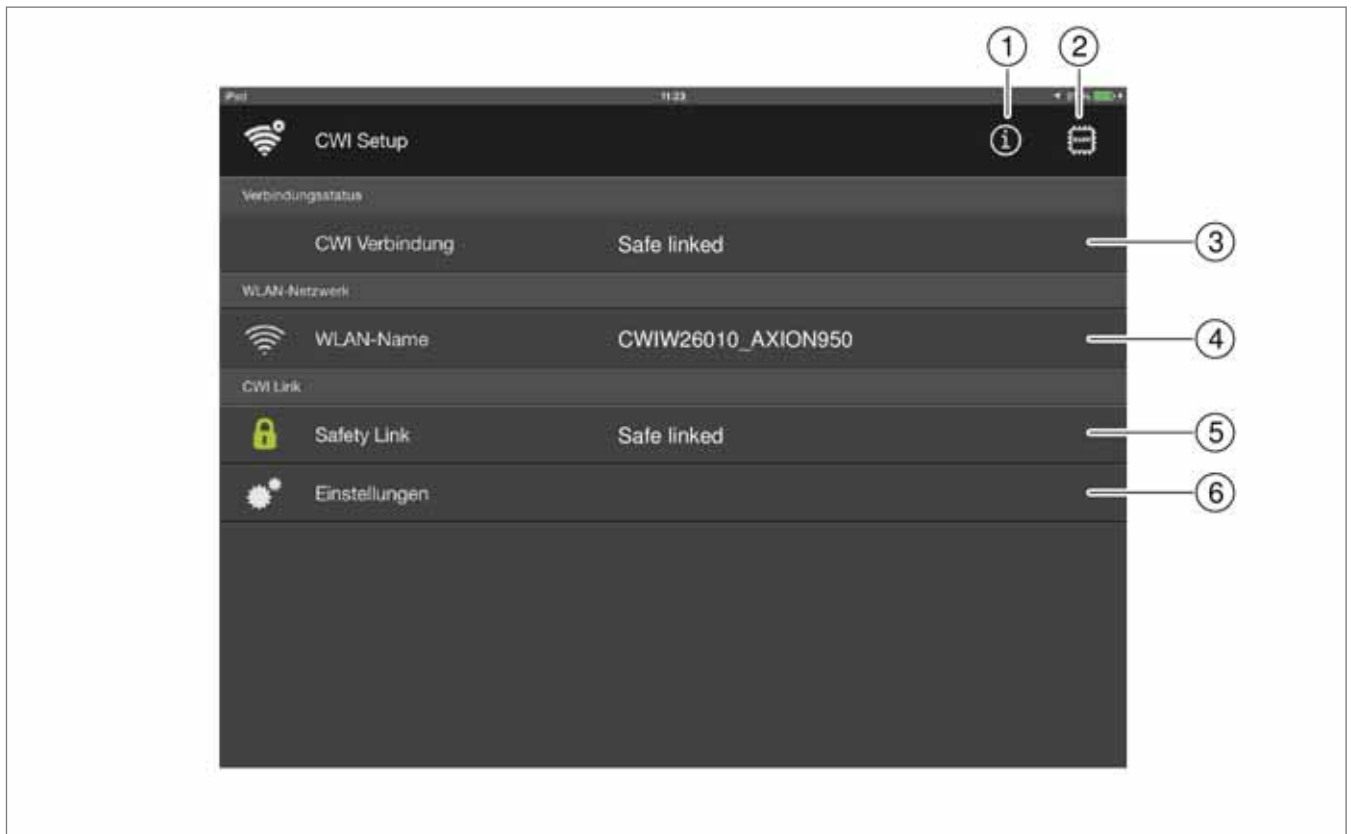 1 2
iPad 11:23
CWI Setup
Verbindungsstatus
CWI Verbindung Safe linked 3
WLAN-Netzwerk
WLAN-Name CWIW26010_AXION950 4
CWI Link
Safety Link Safe linked 5
Einstellungen 6